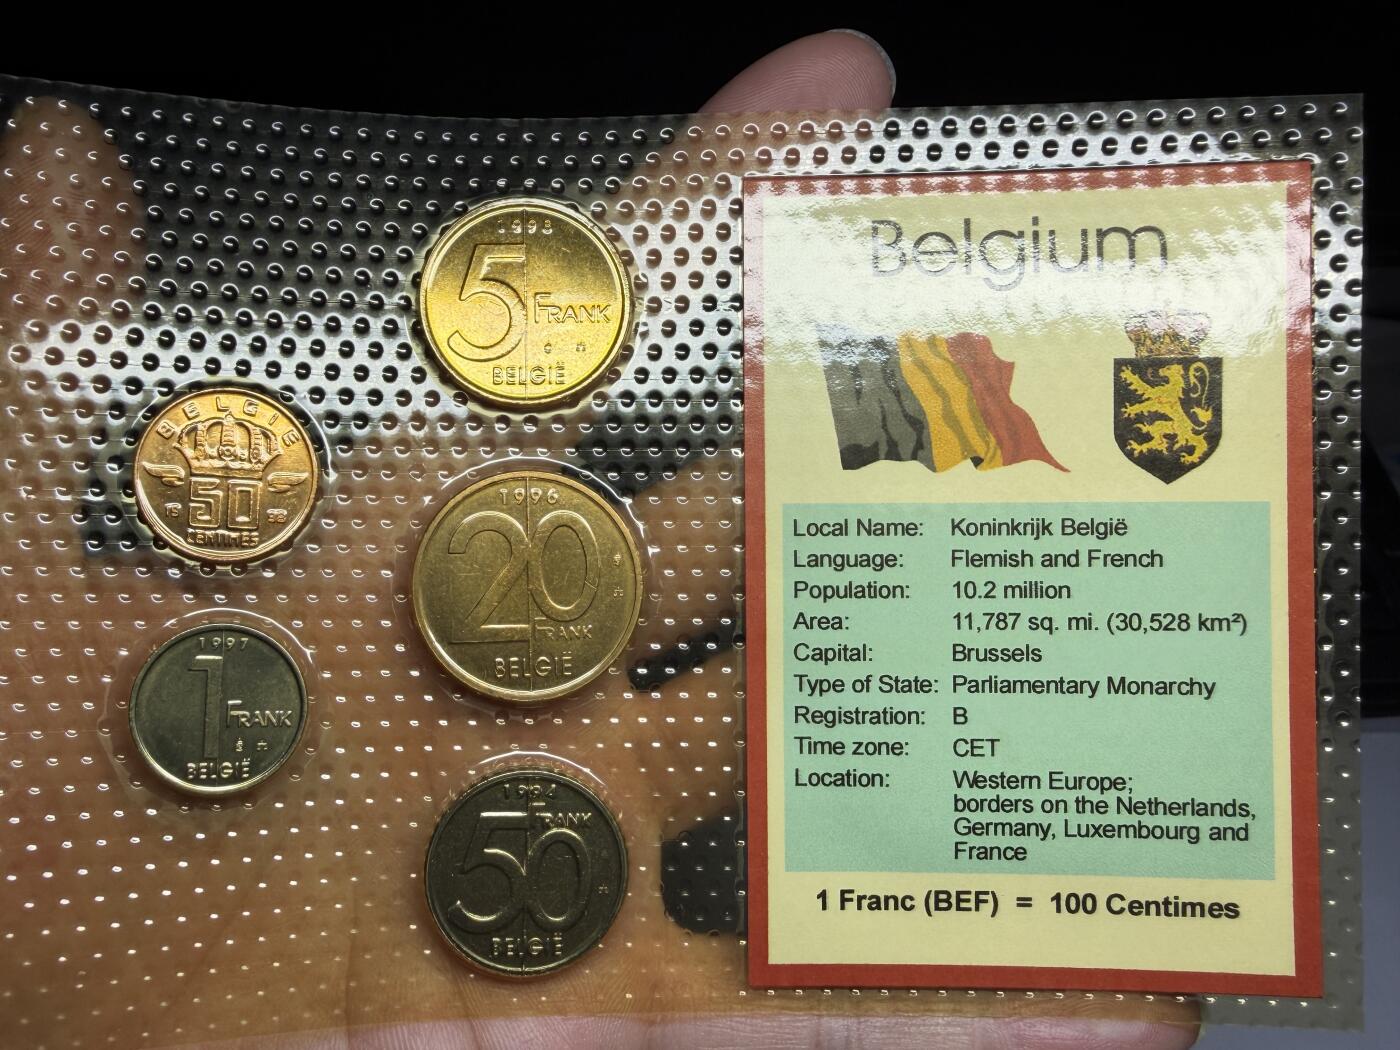 1998
5
FRANK
BELGIË
BELGIE
50
CENTIMES
1996
20
FRANK
BELGIË
1997
1
FRANK
BELGIË
1994
FRANK
50
BELGIË
Belgium
Local Name: Koninkrijk België
Language: Flemish and French
Population: 10.2 million
Area: 11,787 sq. mi. (30,528 km²)
Capital: Brussels
Type of State: Parliamentary Monarchy
Registration: B
Time zone: CET
Location: Western Europe;
borders on the Netherlands,
Germany, Luxembourg and
France
1 Franc (BEF) = 100 Centimes